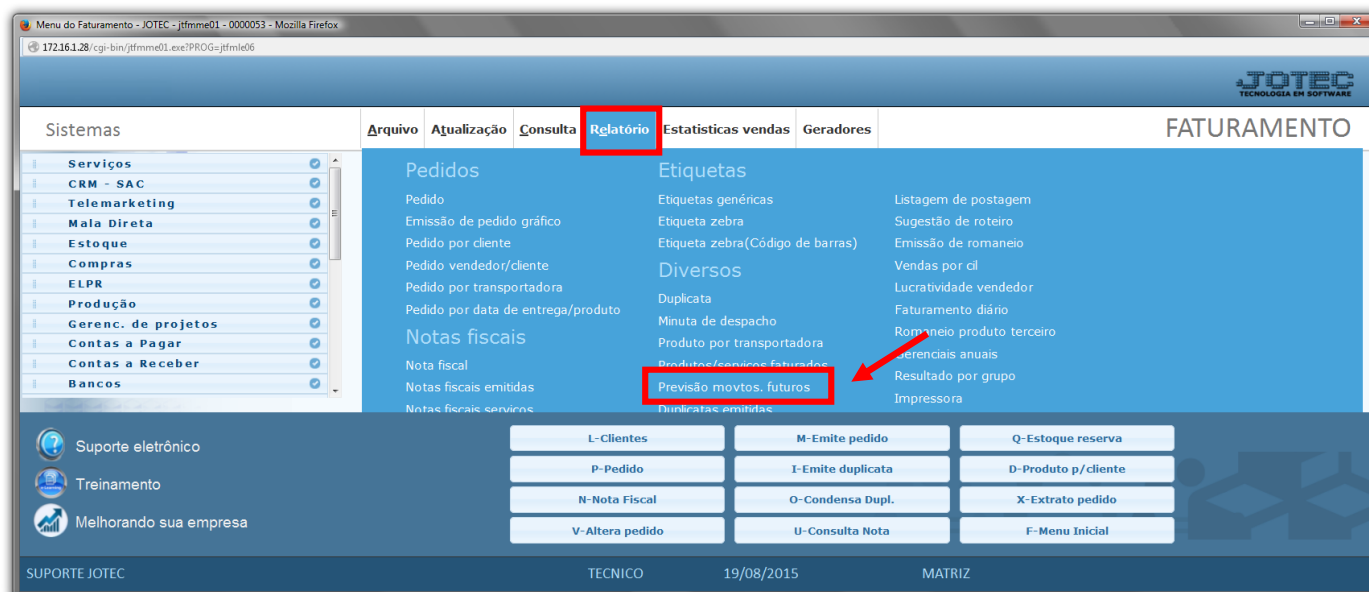 Menu do Faturamento - JOTEC - jtfmme01 - 0000053 - Mozilla Firefox
172.16.1.28/cgi-bin/jtfmme01.exe?PROG=jtfmle06
JOTEC
TECNOLOGIA EM SOFTWARE
Sistemas
Arquivo Atualização Consulta Relatório Estatisticas vendas Geradores
FATURAMENTO
Serviços
CRM - SAC
Telemarketing
Mala Direta
Estoque
Compras
ELPR
Produção
Gerenc. de projetos
Contas a Pagar
Contas a Receber
Bancos
Pedidos
Pedido
Emissão de pedido gráfico
Pedido por cliente
Pedido vendedor/cliente
Pedido por transportadora
Pedido por data de entrega/produto
Notas fiscais
Nota fiscal
Notas fiscais emitidas
Notas fiscais serviços
Etiquetas
Etiquetas genéricas
Etiqueta zebra
Etiqueta zebra(Código de barras)
Diversos
Duplicata
Minuta de despacho
Produto por transportadora
Produtos/serviços faturados
Previsão movtos. futuros
Duplicatas emitidas
Listagem de postagem
Sugestão de roteiro
Emissão de romaneio
Vendas por cil
Lucratividade vendedor
Faturamento diário
Romaneio produto terceiro
Gerenciais anuais
Resultado por grupo
Impressora
Suporte eletrônico
Treinamento
Melhorando sua empresa
L-Clientes M-Emite pedido Q-Estoque reserva
P-Pedido I-Emite duplicata D-Produto p/cliente
N-Nota Fiscal O-Condensa Dupl. X-Extrato pedido
V-Altera pedido U-Consulta Nota F-Menu Inicial
SUPORTE JOTEC TECNICO 19/08/2015 MATRIZ